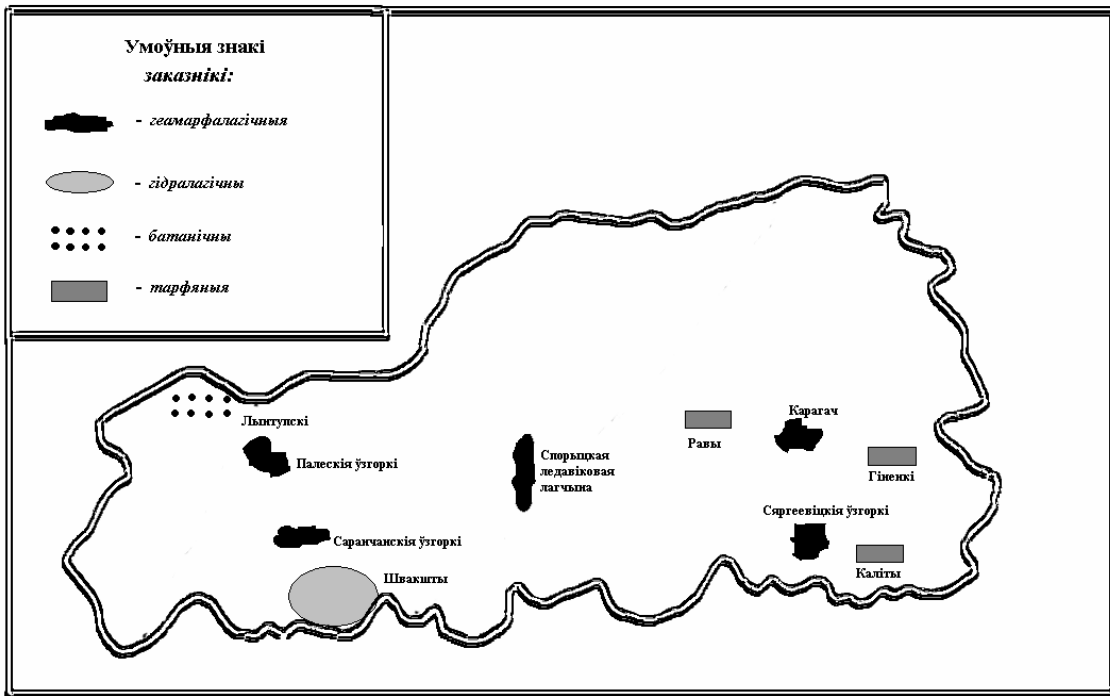 Умоўныя знакі
заказнікі:
- геамарфалагічныя
- гідралагічны
- батанічны
- тарфяныя
Лынтупскі
Палескія ўзгоркі
Саранчанскія ўзгоркі
Швакшты
Спорыцкая
ледавіковая
лагчына
Равы
Карагач
Гіненкі
Сяргеевіцкія ўзгоркі
Каліты